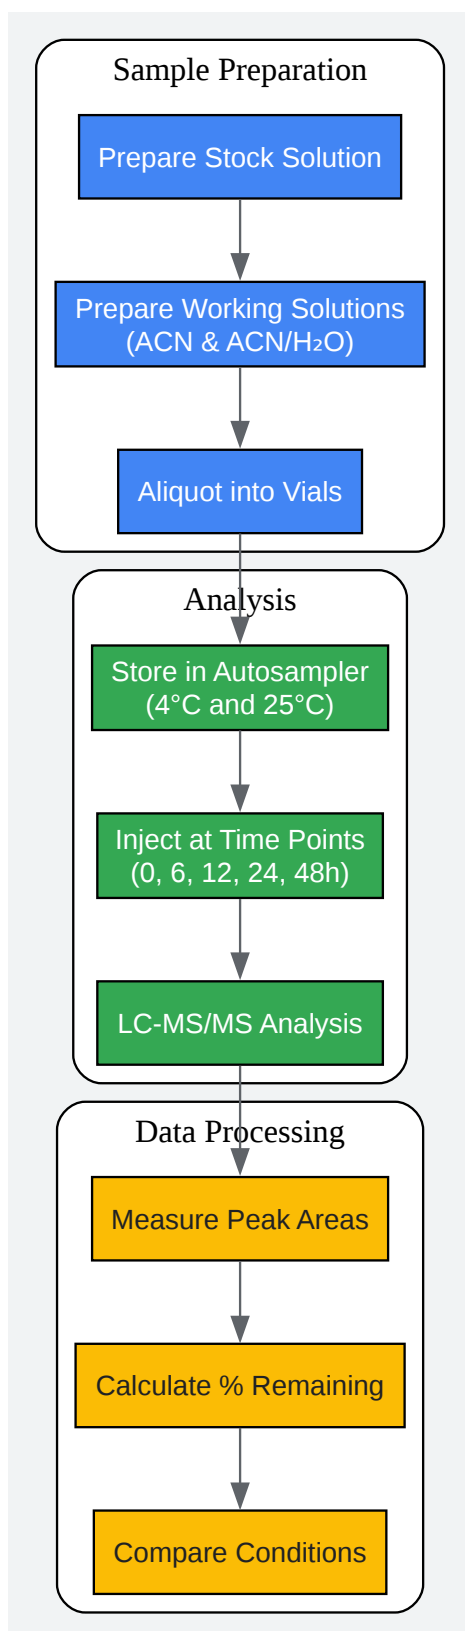 Sample Preparation
Prepare Stock Solution
Prepare Working Solutions
(ACN & ACN/H₂O)
Aliquot into Vials
Analysis
Store in Autosampler
(4°C and 25°C)
Inject at Time Points
(0, 6, 12, 24, 48h)
LC-MS/MS Analysis
Data Processing
Measure Peak Areas
Calculate % Remaining
Compare Conditions